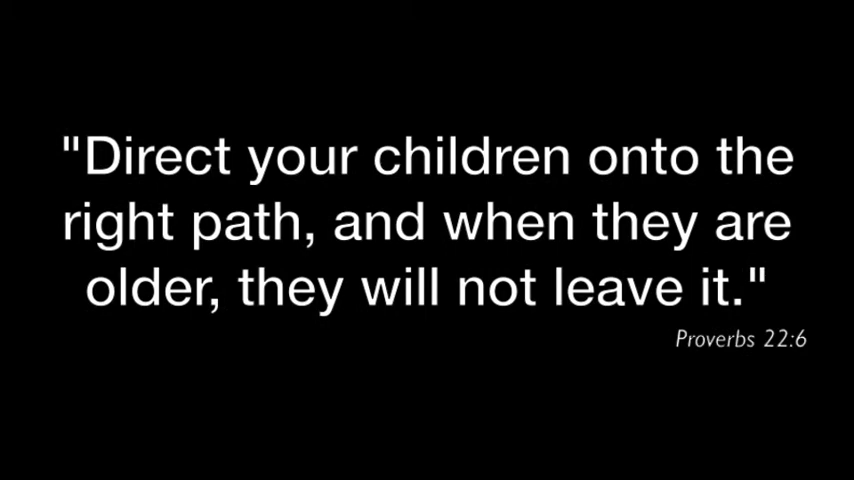 "Direct your children onto the
right path, and when they are
older, they will not leave it."
Proverbs 22:6